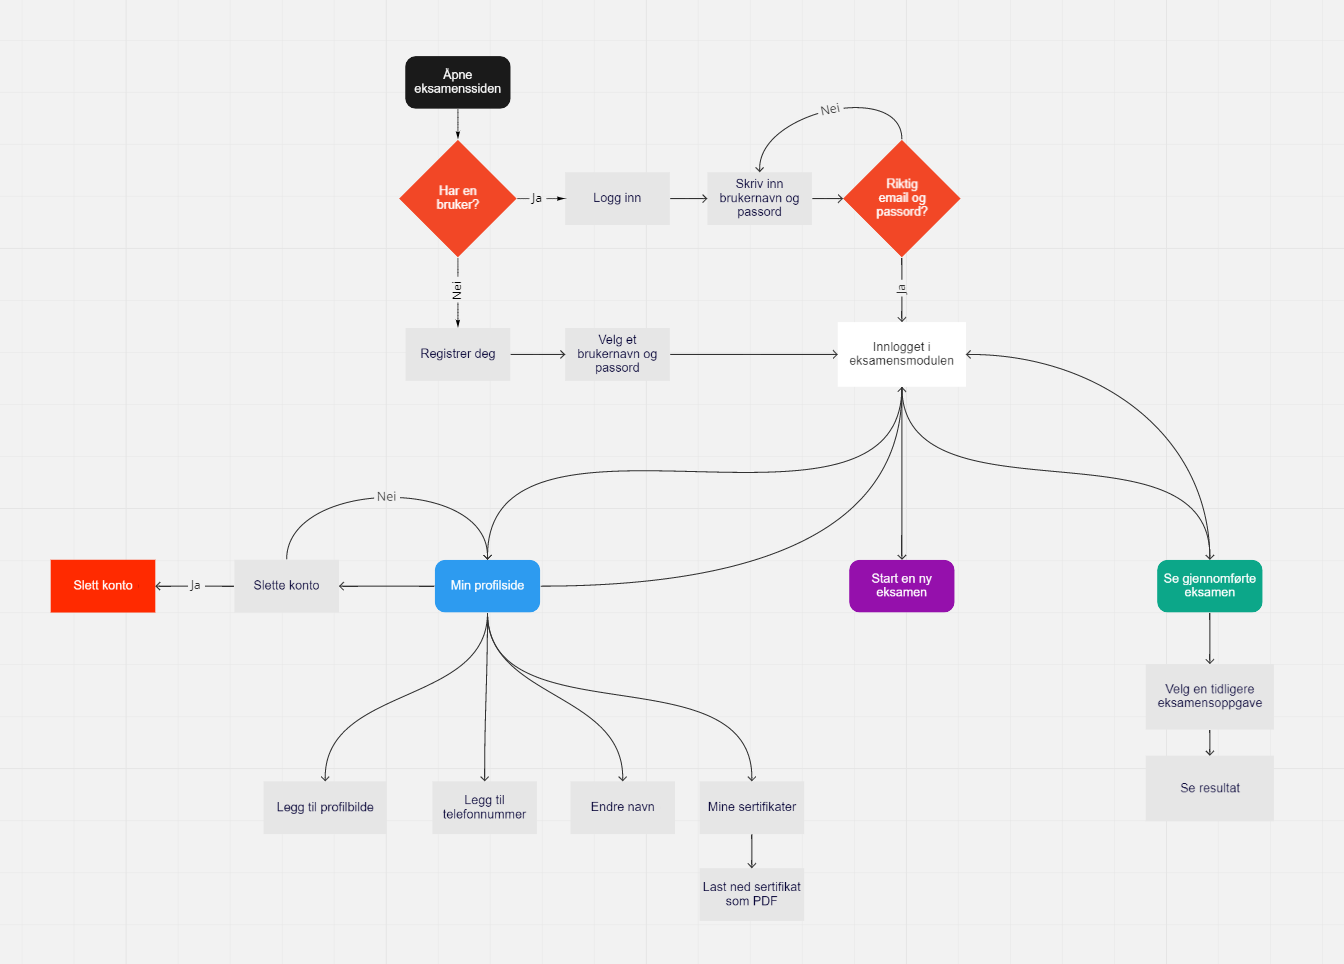 Åpne
eksamenssiden
Nei
Har en
bruker?
Ja
Logg inn
Skriv inn
brukernavn og
passord
Riktig
email og
passord?
Nei
Ja
Registrer deg
Velg et
brukernavn og
passord
Innlogget i
eksamensmodulen
Nei
Slett konto
Ja
Slette konto
Min profilside
Start en ny
eksamen
Se gjennomførte
eksamen
Velg en tidligere
eksamensoppgave
Se resultat
Legg til profilbilde
Legg til
telefonnummer
Endre navn
Mine sertifikater
Last ned sertifikat
som PDF